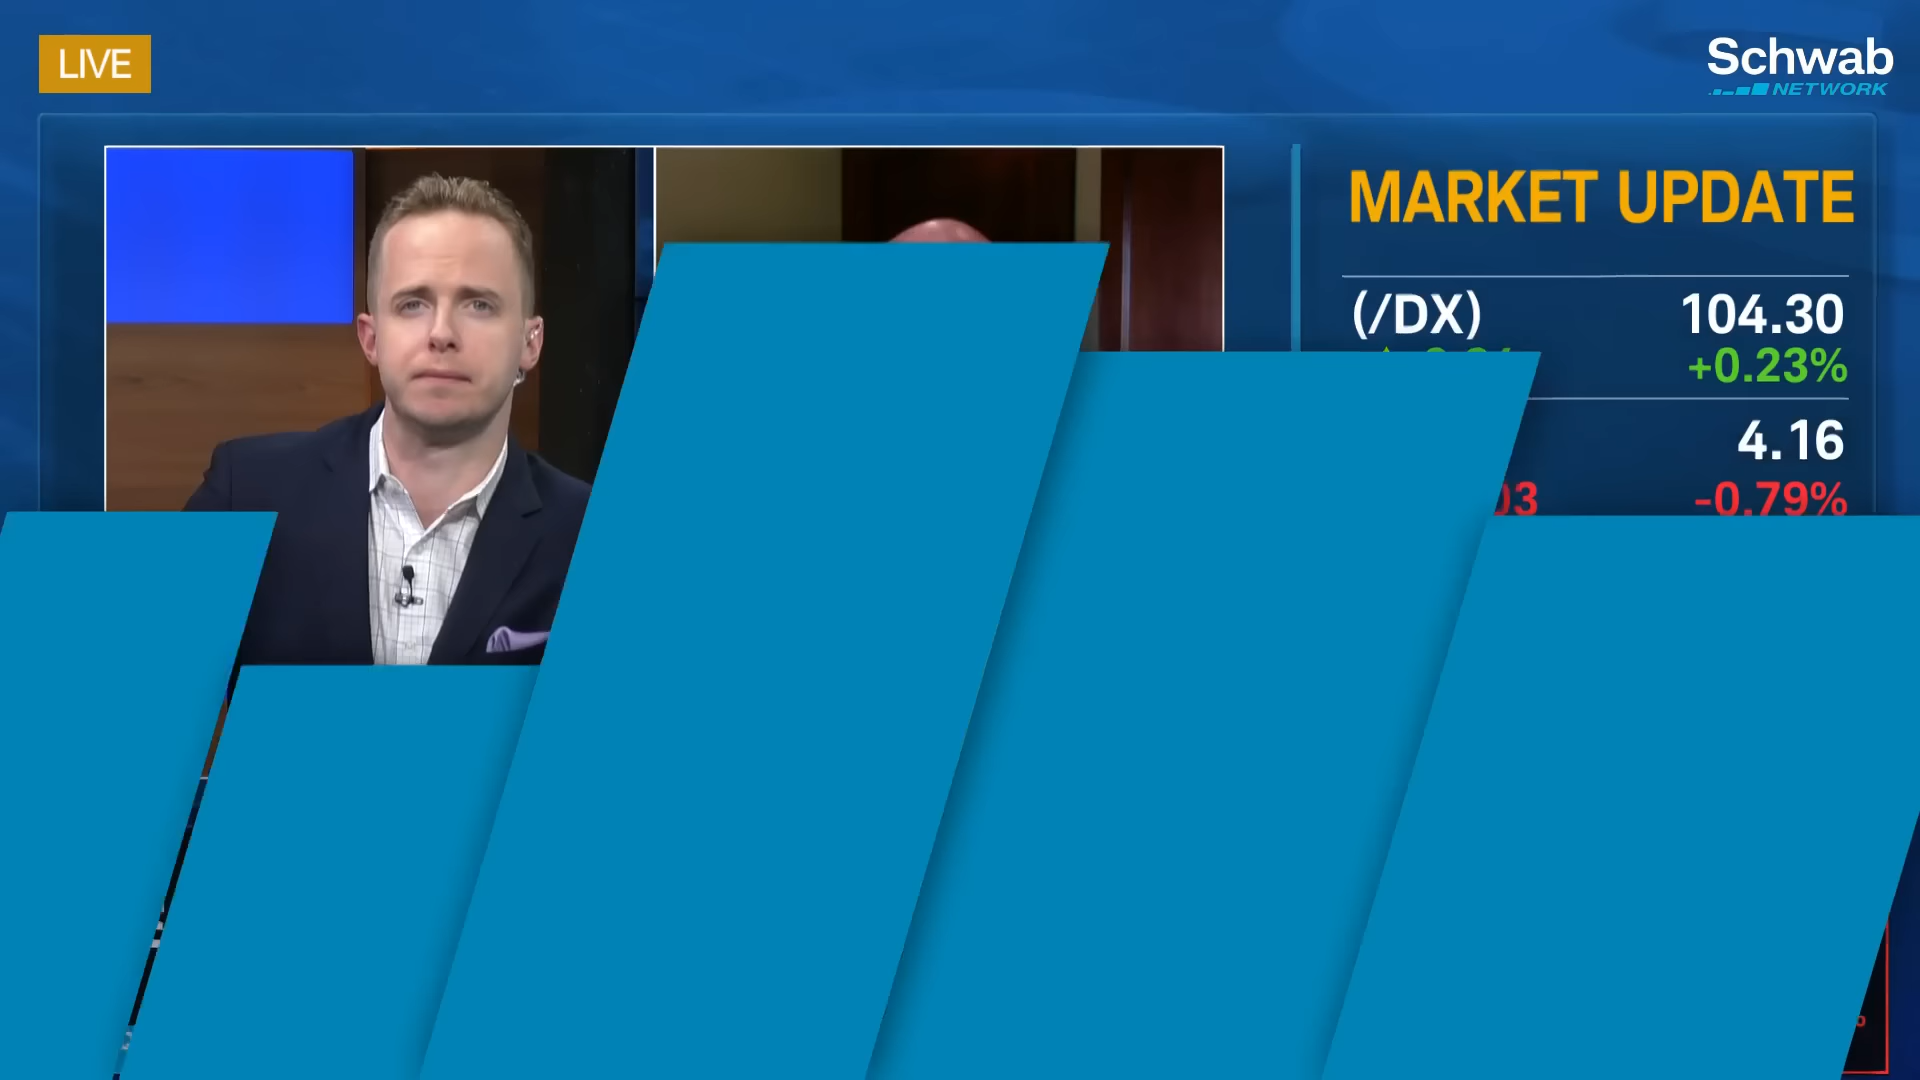 LIVE
Schwab
NETWORK
MARKET UPDATE
(/DX) 104.30
+0.23%
4.16
-0.79%